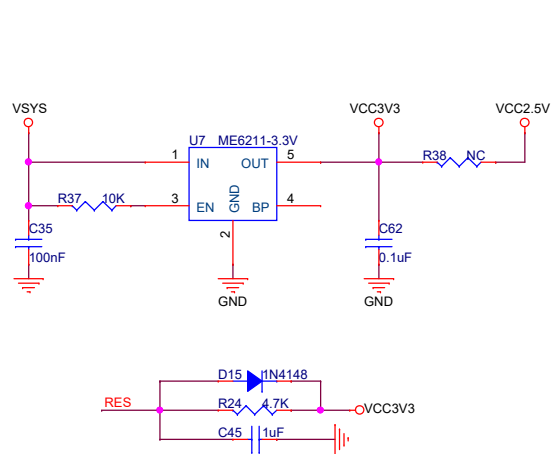 VSYS VCC3V3 VCC2.5V
U7 ME6211-3.3V
1 IN OUT 5 R38 NC
R37 10K 3 EN GND BP 4
C35 2 C62
100nF 0.1uF
GND GND
D15 1N4148
RES R24 4.7K VCC3V3
C45 1uF